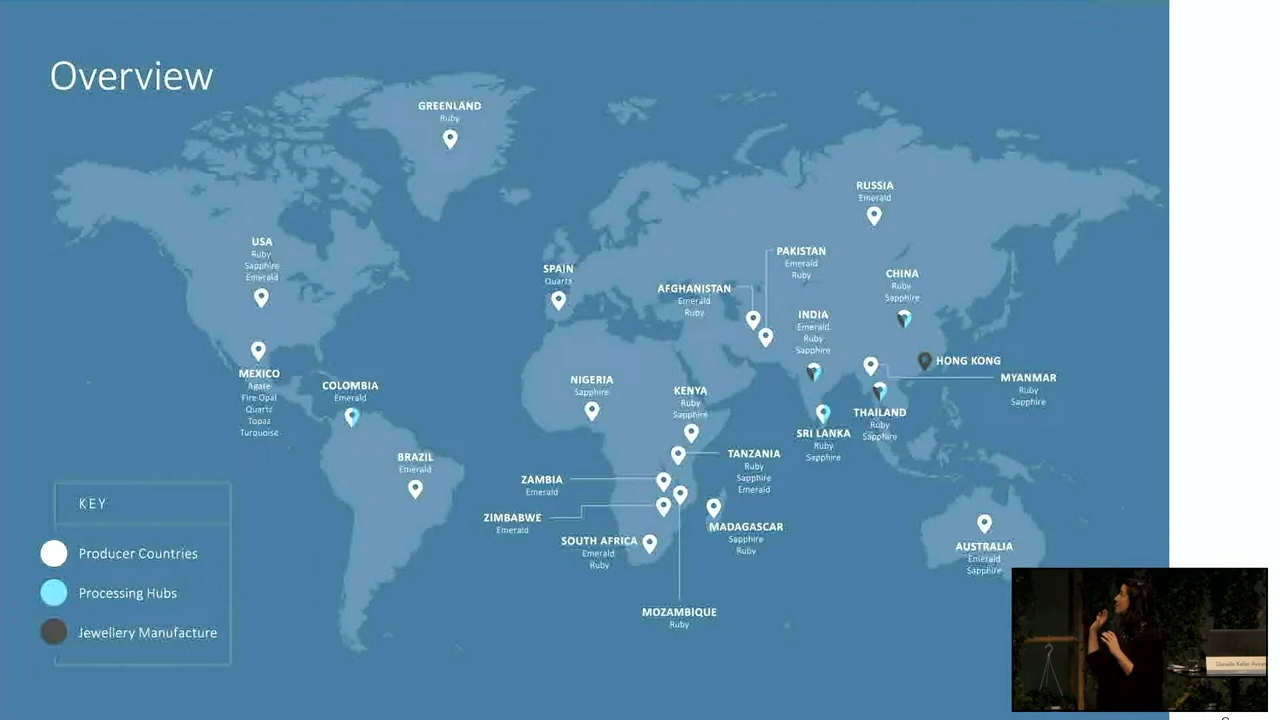 Overview
GREENLAND
Ruby
RUSSIA
Emerald
USA
Ruby
Sapphire
Emerald
SPAIN
Quartz
PAKISTAN
Emerald
Ruby
AFGHANISTAN
Emerald
Ruby
CHINA
Ruby
Sapphire
INDIA
Emerald
Ruby
Sapphire
HONG KONG
MYANMAR
Ruby
Sapphire
MEXICO
Agate
Fire Opal
Quartz
Topaz
Turquoise
COLOMBIA
Emerald
NIGERIA
Sapphire
KENYA
Ruby
Sapphire
THAILAND
Ruby
Sapphire
SRI LANKA
Ruby
Sapphire
BRAZIL
Emerald
TANZANIA
Ruby
Sapphire
Emerald
ZAMBIA
Emerald
ZIMBABWE
Emerald
MADAGASCAR
Sapphire
Ruby
SOUTH AFRICA
Emerald
Ruby
AUSTRALIA
Emerald
Sapphire
MOZAMBIQUE
Ruby
KEY
Producer Countries
Processing Hubs
Jewellery Manufacture
Danielle Keller